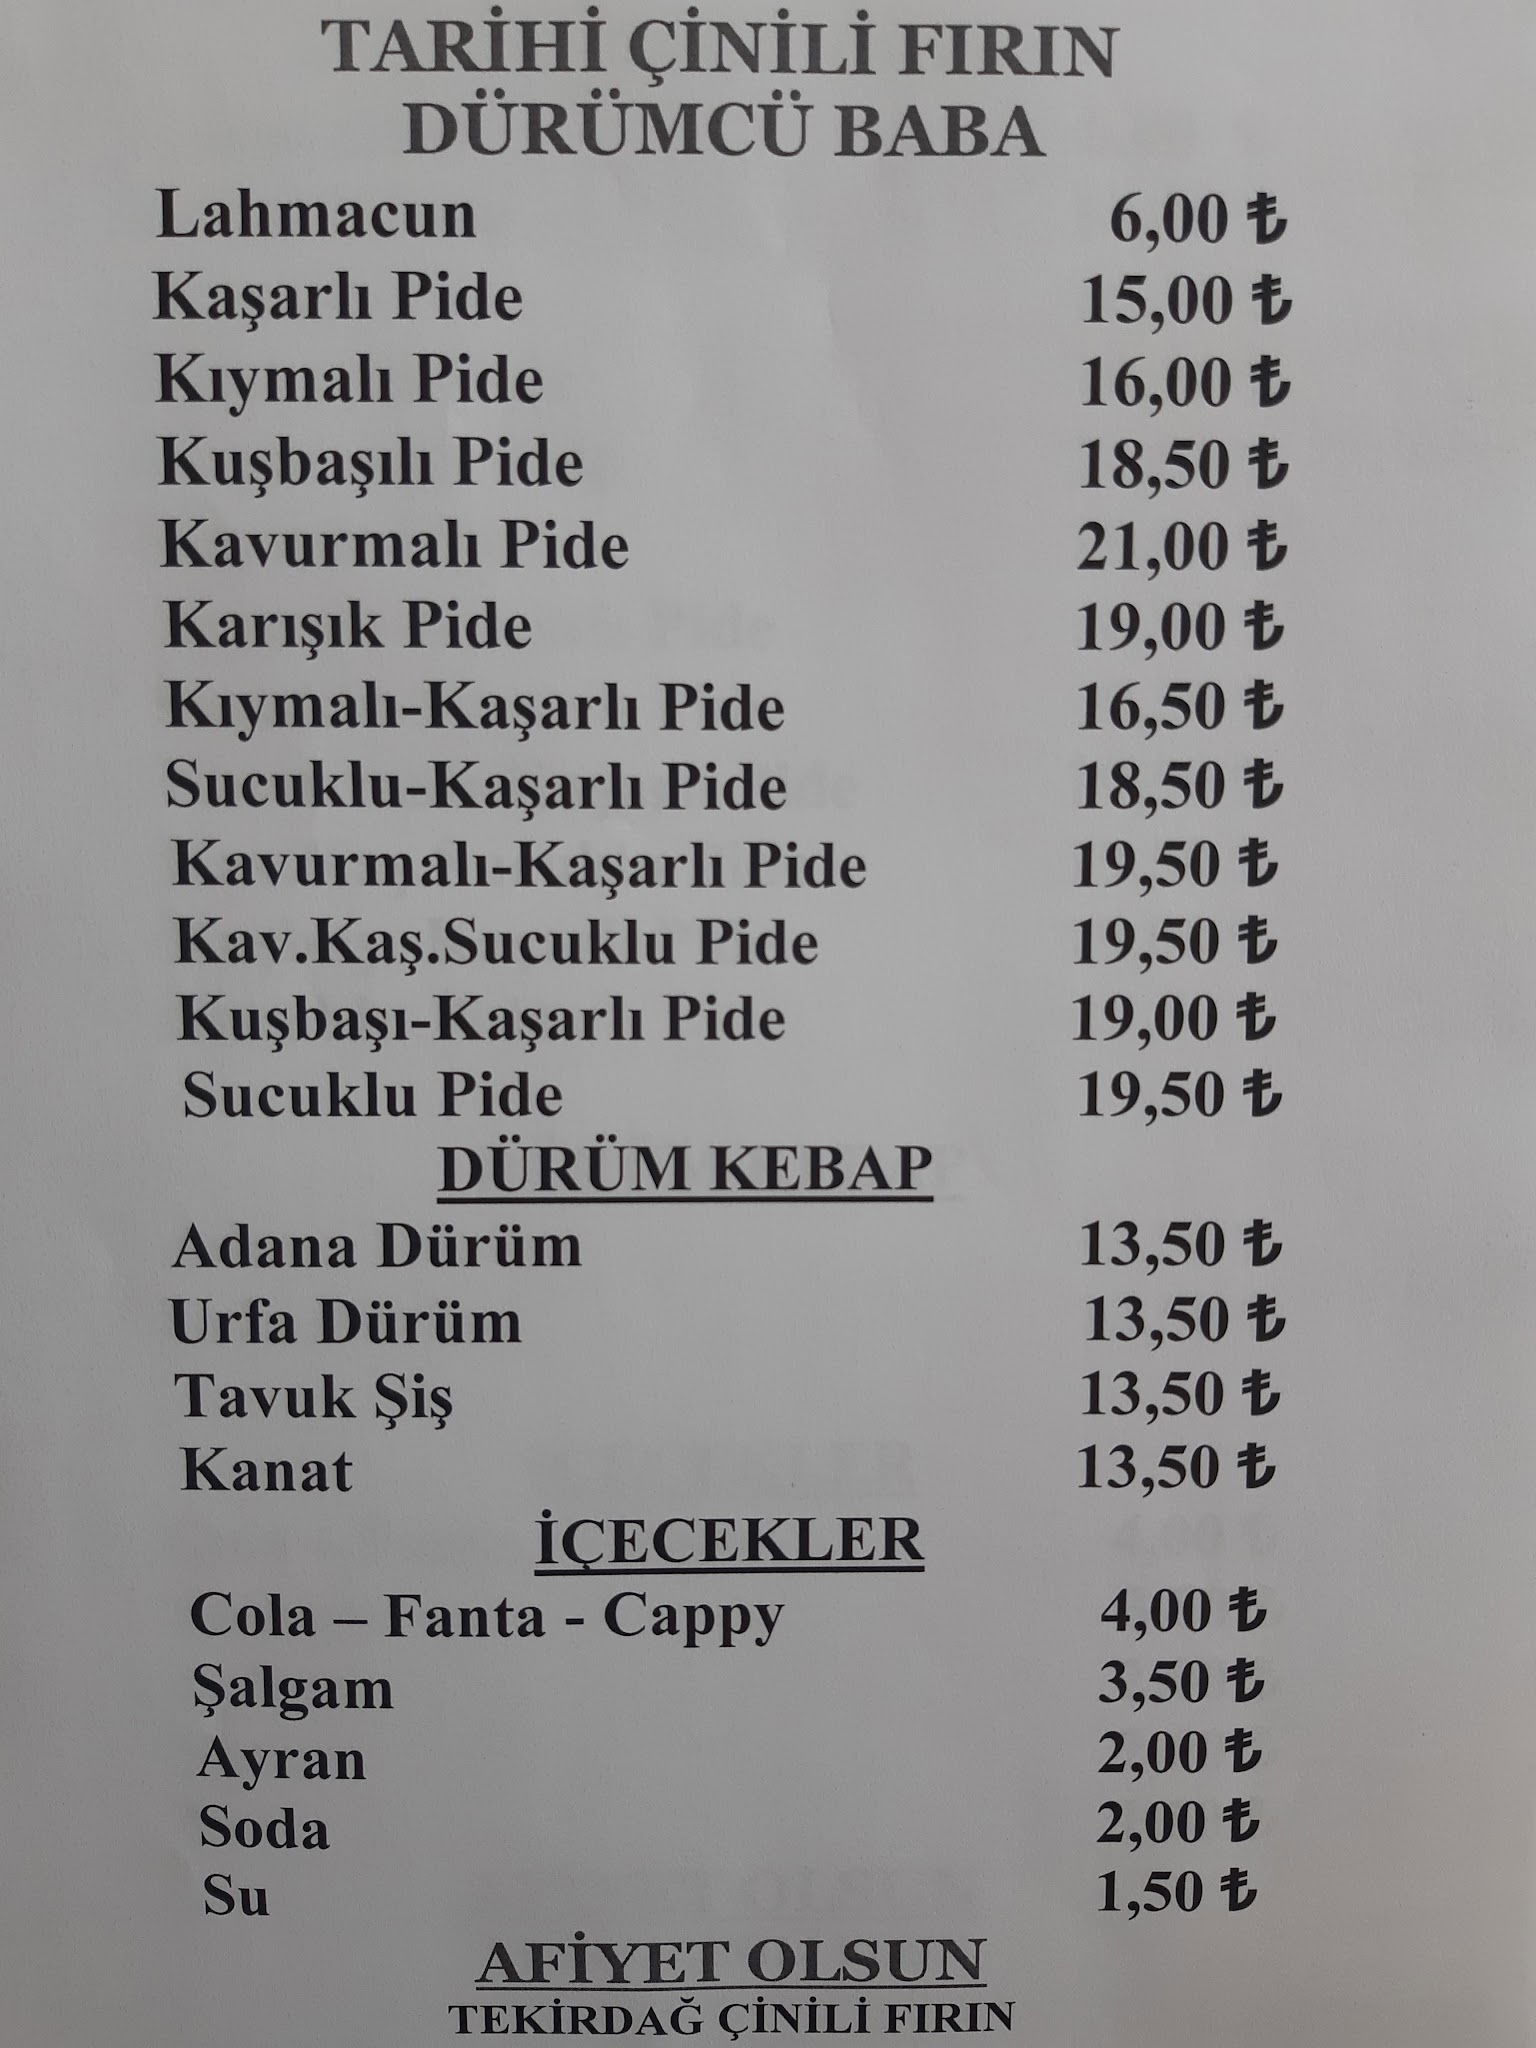 TARİHİ ÇİNİLİ FIRIN
DÜRÜMCÜ BABA
Lahmacun 6,00 ₺
Kaşarlı Pide 15,00 ₺
Kıymalı Pide 16,00 ₺
Kuşbaşılı Pide 18,50 ₺
Kavurmalı Pide 21,00 ₺
Karışık Pide 19,00 ₺
Kıymalı-Kaşarlı Pide 16,50 ₺
Sucuklu-Kaşarlı Pide 18,50 ₺
Kavurmalı-Kaşarlı Pide 19,50 ₺
Kav.Kaş.Sucuklu Pide 19,50 ₺
Kuşbaşı-Kaşarlı Pide 19,00 ₺
Sucuklu Pide 19,50 ₺
DÜRÜM KEBAP
Adana Dürüm 13,50 ₺
Urfa Dürüm 13,50 ₺
Tavuk Şiş 13,50 ₺
Kanat 13,50 ₺
İÇECEKLER
Cola – Fanta - Cappy 4,00 ₺
Şalgam 3,50 ₺
Ayran 2,00 ₺
Soda 2,00 ₺
Su 1,50 ₺
AFİYET OLSUN
TEKİRDAĞ ÇİNİLİ FIRIN